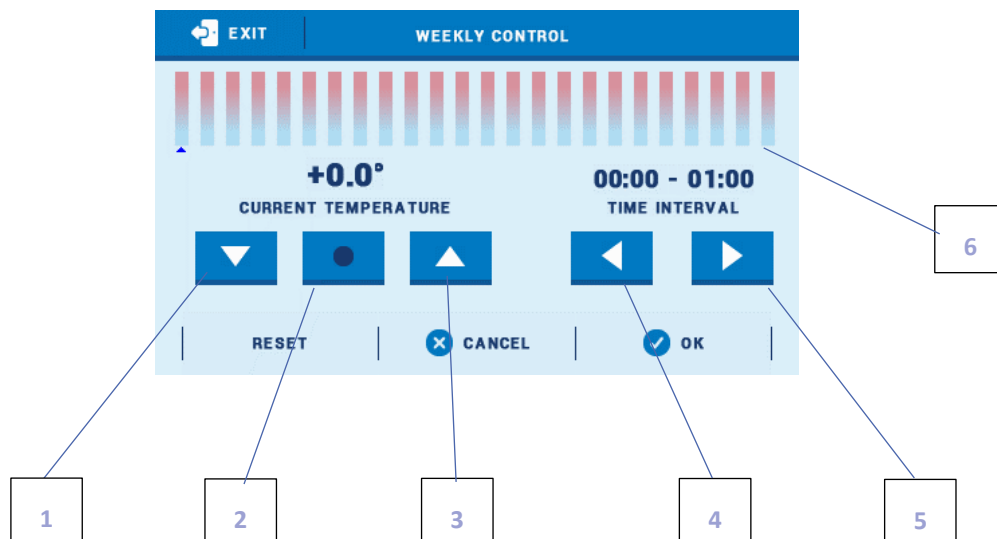 EXIT
WEEKLY CONTROL
+0.0°
00:00 - 01:00
CURRENT TEMPERATURE
TIME INTERVAL
6
RESET
CANCEL
OK
1
2
3
4
5